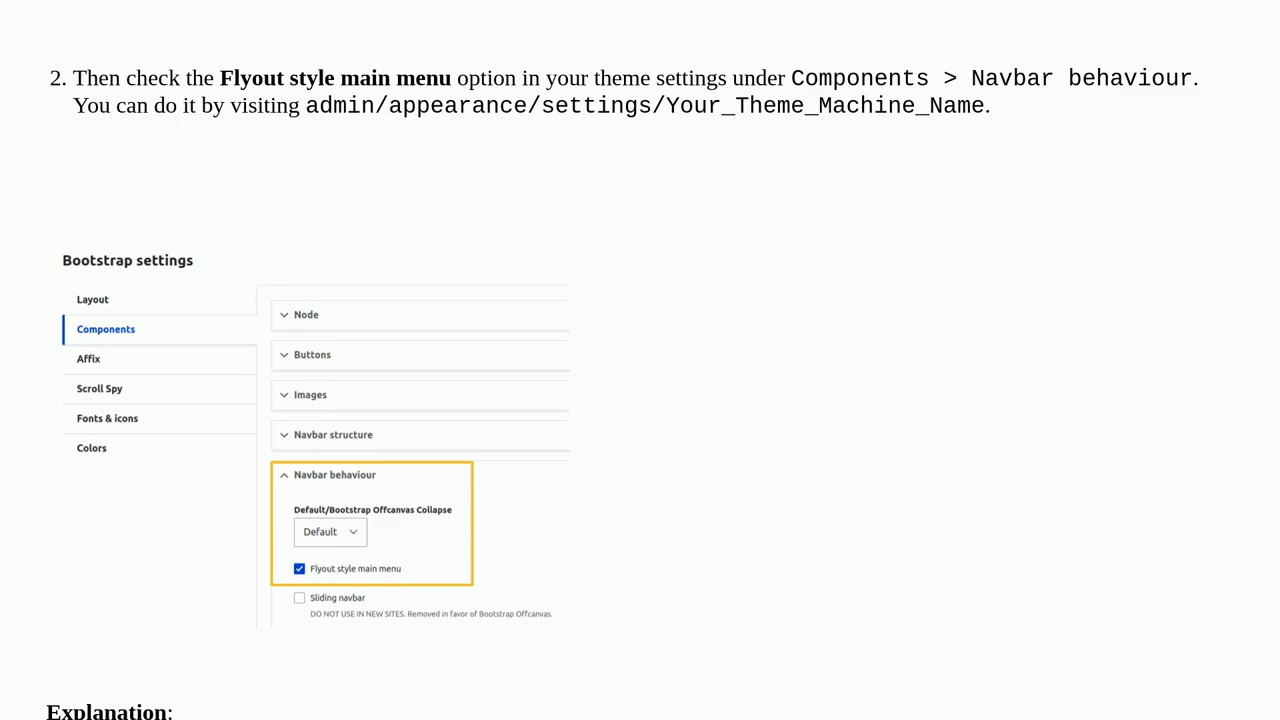 2. Then check the Flyout style main menu option in your theme settings under Components > Navbar behaviour.
You can do it by visiting admin/appearance/settings/Your_Theme_Machine_Name.
Bootstrap settings
Layout
Components
Affix
Scroll Spy
Fonts & icons
Colors
Node
Buttons
Images
Navbar structure
Navbar behaviour
Default/Bootstrap Offcanvas Collapse
Default
Flyout style main menu
Sliding navbar
DO NOT USE IN NEW SITES. Removed in favor of Bootstrap Offcanvas.
Explanation: